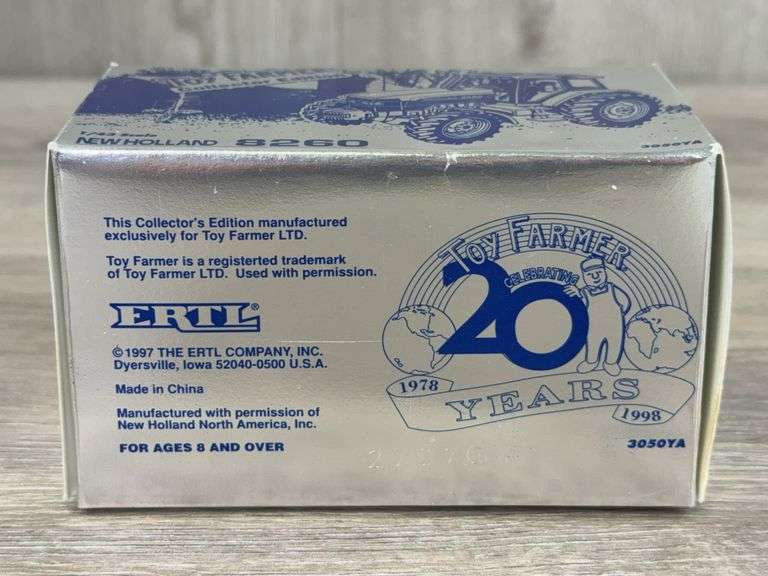 1/43 Scale
NEW HOLLAND 8260
3050YA
This Collector's Edition manufactured
exclusively for Toy Farmer LTD.
Toy Farmer is a registerted trademark
of Toy Farmer LTD. Used with permission.
ERTL®
©1997 THE ERTL COMPANY, INC.
Dyersville, Iowa 52040-0500 U.S.A.
Made in China
Manufactured with permission of
New Holland North America, Inc.
FOR AGES 8 AND OVER
TOY FARMER
CELEBRATING
20
1978
YEARS
1998
3050YA